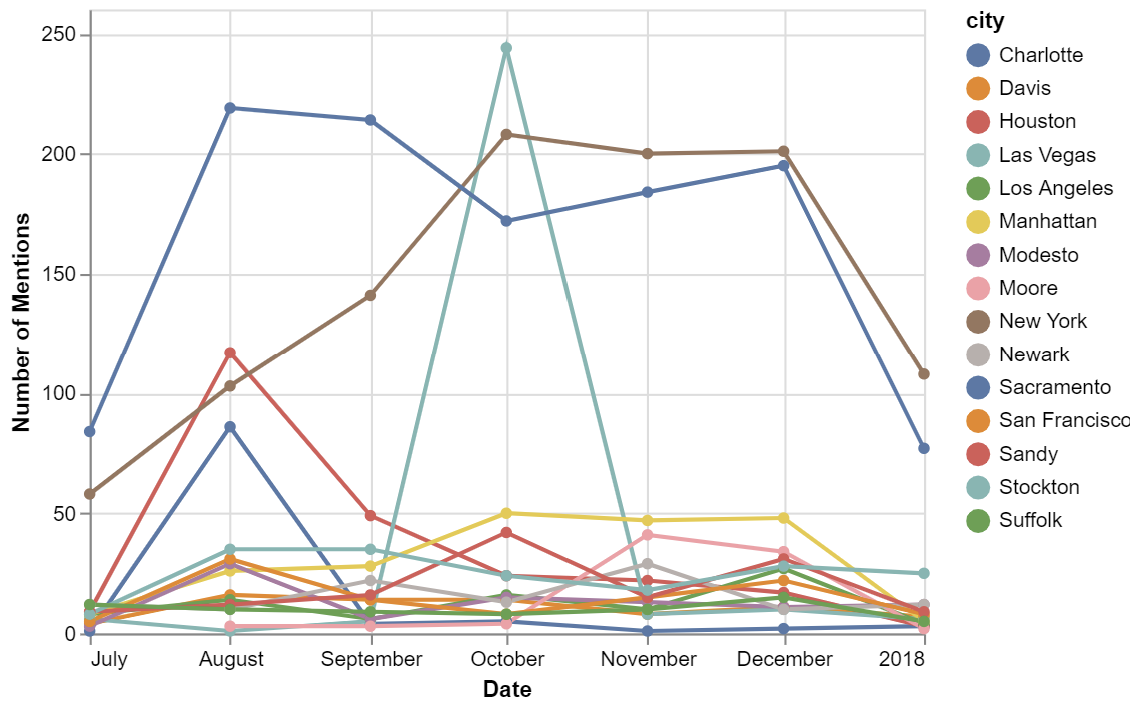 city
Charlotte
Davis
Houston
Las Vegas
Los Angeles
Manhattan
Modesto
Moore
New York
Newark
Sacramento
San Francisco
Sandy
Stockton
Suffolk
Number of Mentions
250
200
150
100
50
0
July August September October November December 2018
Date